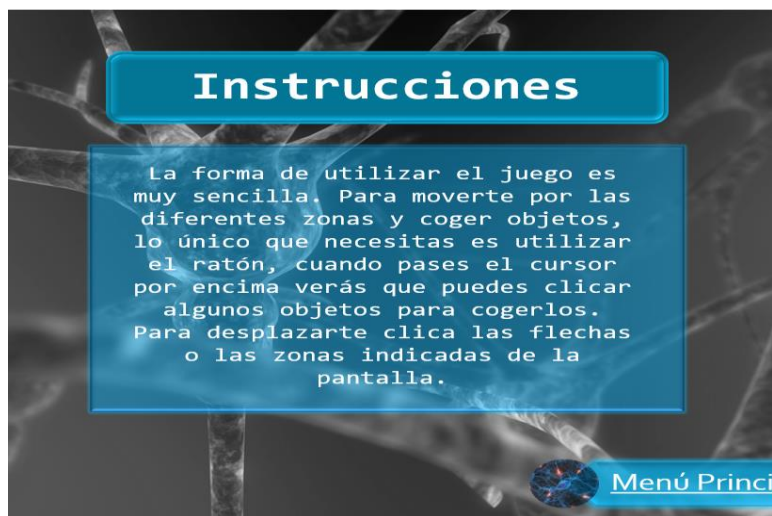 Instrucciones
La forma de utilizar el juego es
muy sencilla. Para moverte por las
diferentes zonas y coger objetos,
lo único que necesitas es utilizar
el ratón, cuando pases el cursor
por encima verás que puedes clicar
algunos objetos para cogerlos.
Para desplazarte clica las flechas
o las zonas indicadas de la
pantalla.
Menú Princi